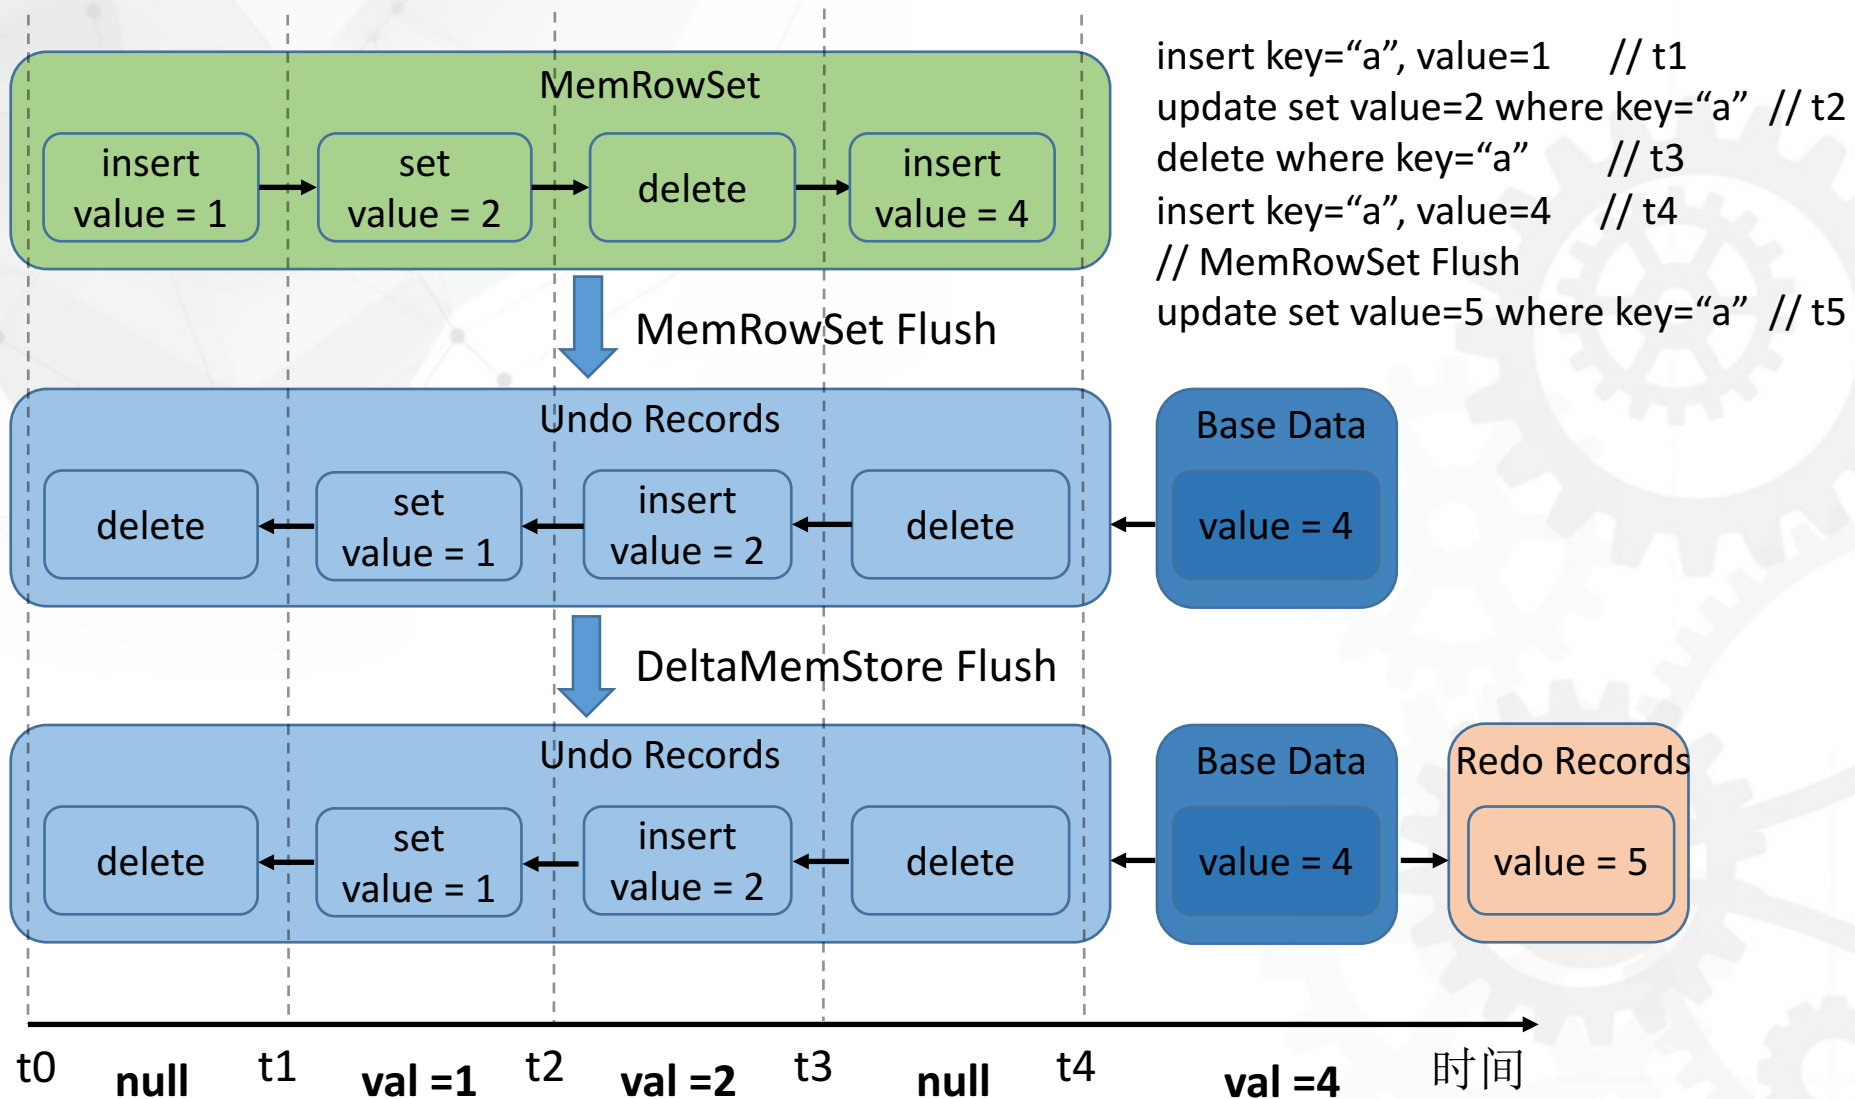 MemRowSet
insert
value = 1
set
value = 2
delete
insert
value = 4
insert key=“a”, value=1 // t1
update set value=2 where key=“a” // t2
delete where key=“a” // t3
insert key=“a”, value=4 // t4
// MemRowSet Flush
update set value=5 where key=“a” // t5
MemRowSet Flush
Undo Records
delete
set
value = 1
insert
value = 2
delete
Base Data
value = 4
DeltaMemStore Flush
Undo Records
delete
set
value = 1
insert
value = 2
delete
Base Data
value = 4
Redo Records
value = 5
t0 null t1 val =1 t2 val =2 t3 null t4 val =4 时间